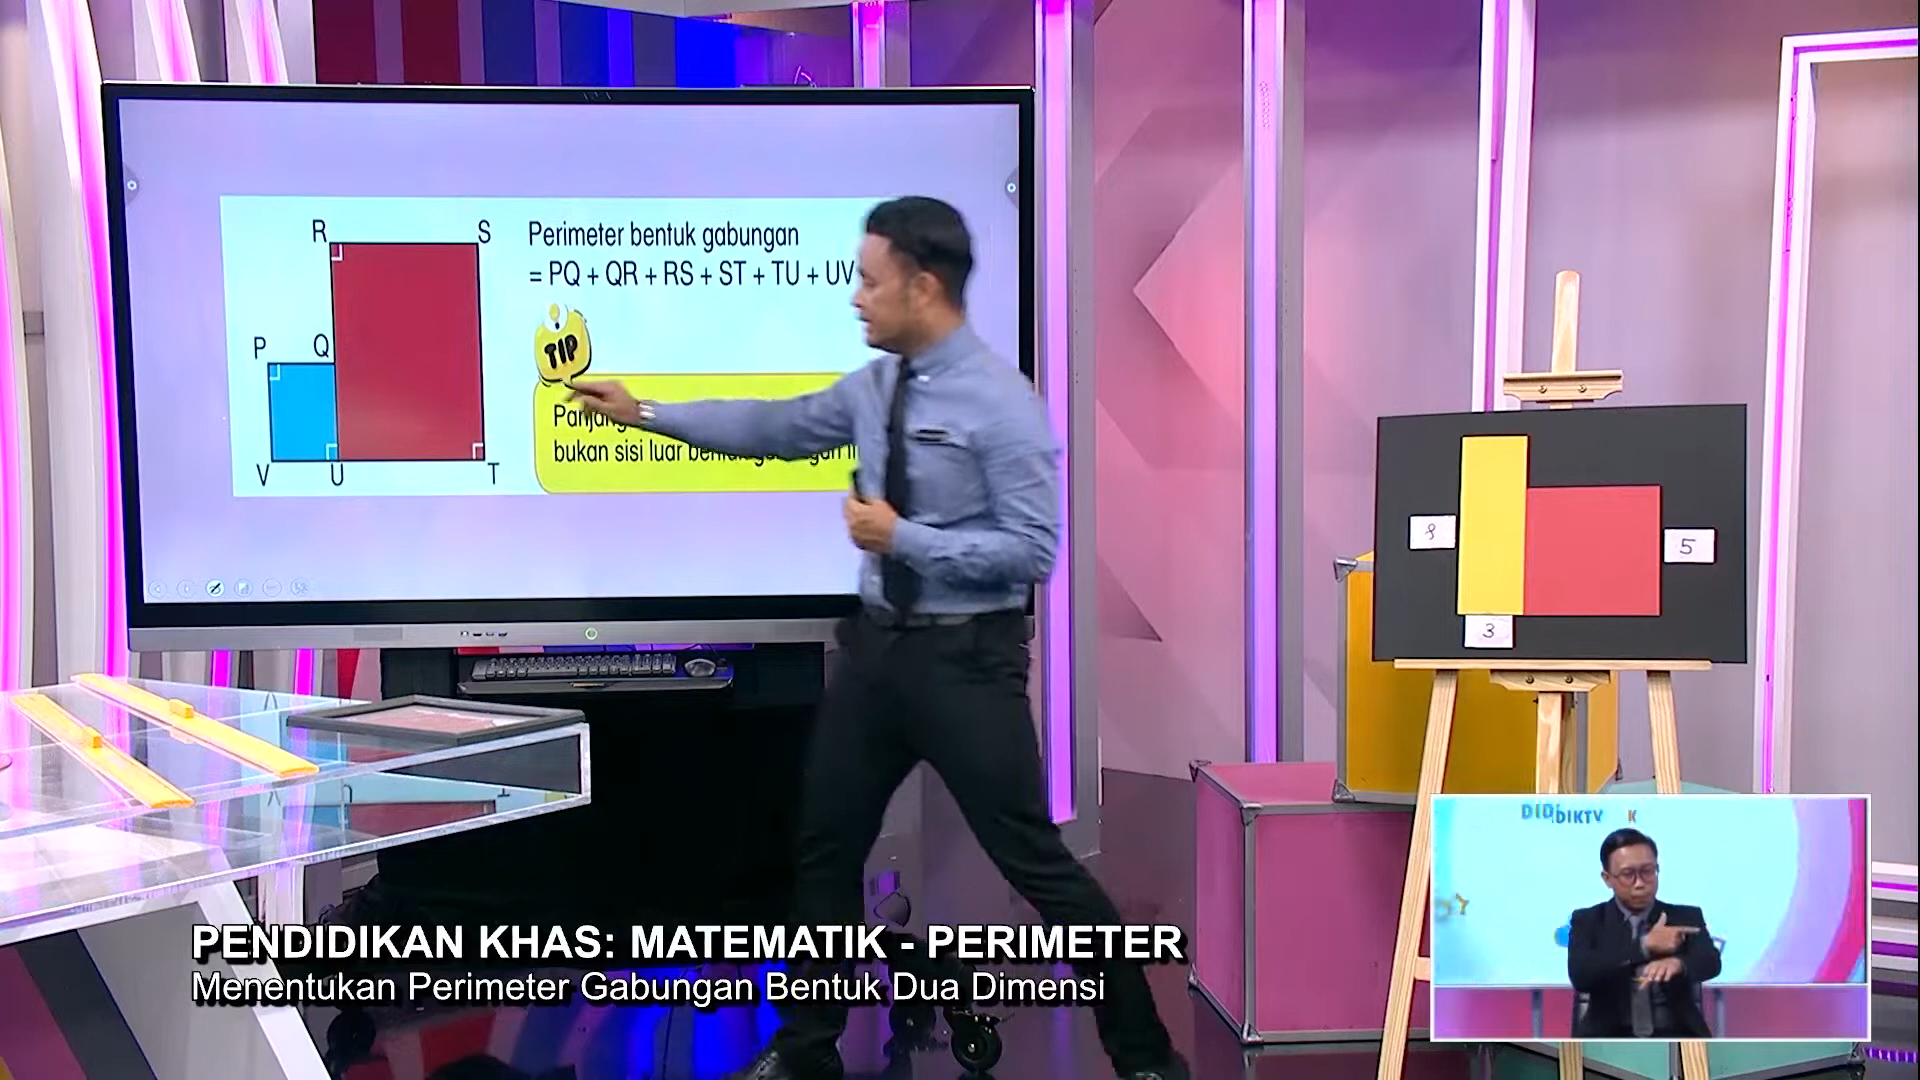 R
S
Perimeter bentuk gabungan
= PQ + QR + RS + ST + TU + UV
P
Q
TIP
bukan sisi luar
V
U
T
8
5
3
DIDIKTV
K
PENDIDIKAN KHAS: MATEMATIK - PERIMETER
Menentukan Perimeter Gabungan Bentuk Dua Dimensi